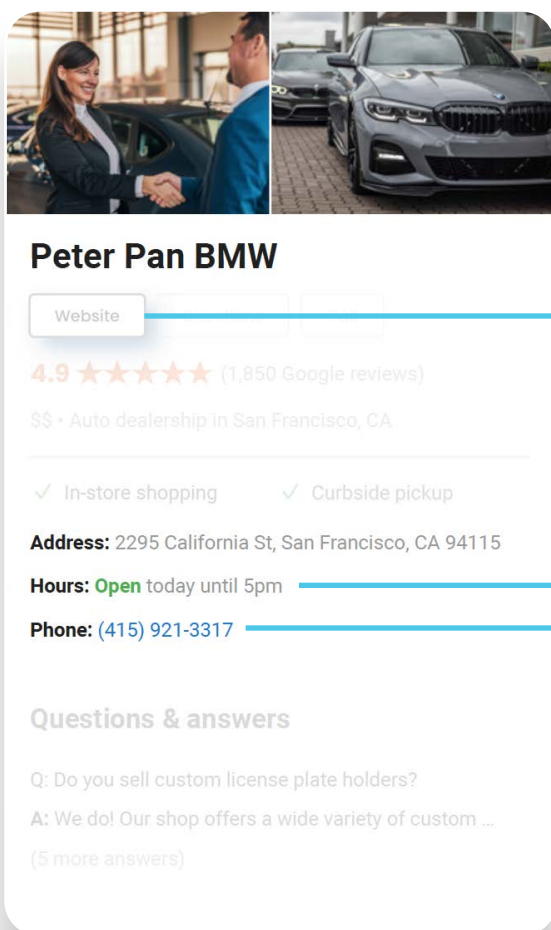 Peter Pan BMW
Website
4.9 ★★★★★ (1,850 Google reviews)
$$ • Auto dealership in San Francisco, CA
✓ In-store shopping ✓ Curbside pickup
Address: 2295 California St, San Francisco, CA 94115
Hours: Open today until 5pm
Phone: (415) 921-3317
Questions & answers
Q: Do you sell custom license plate holders?
A: We do! Our shop offers a wide variety of custom ...
(5 more answers)